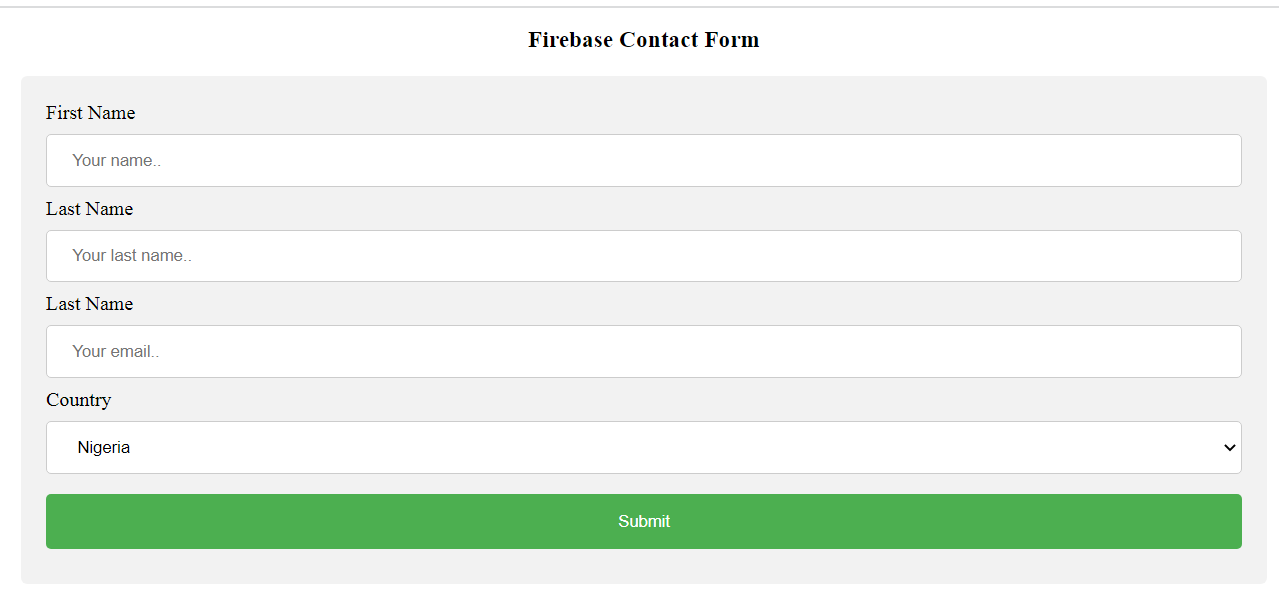 Firebase Contact Form
First Name
Your name..
Last Name
Your last name..
Last Name
Your email..
Country
Nigeria
Submit